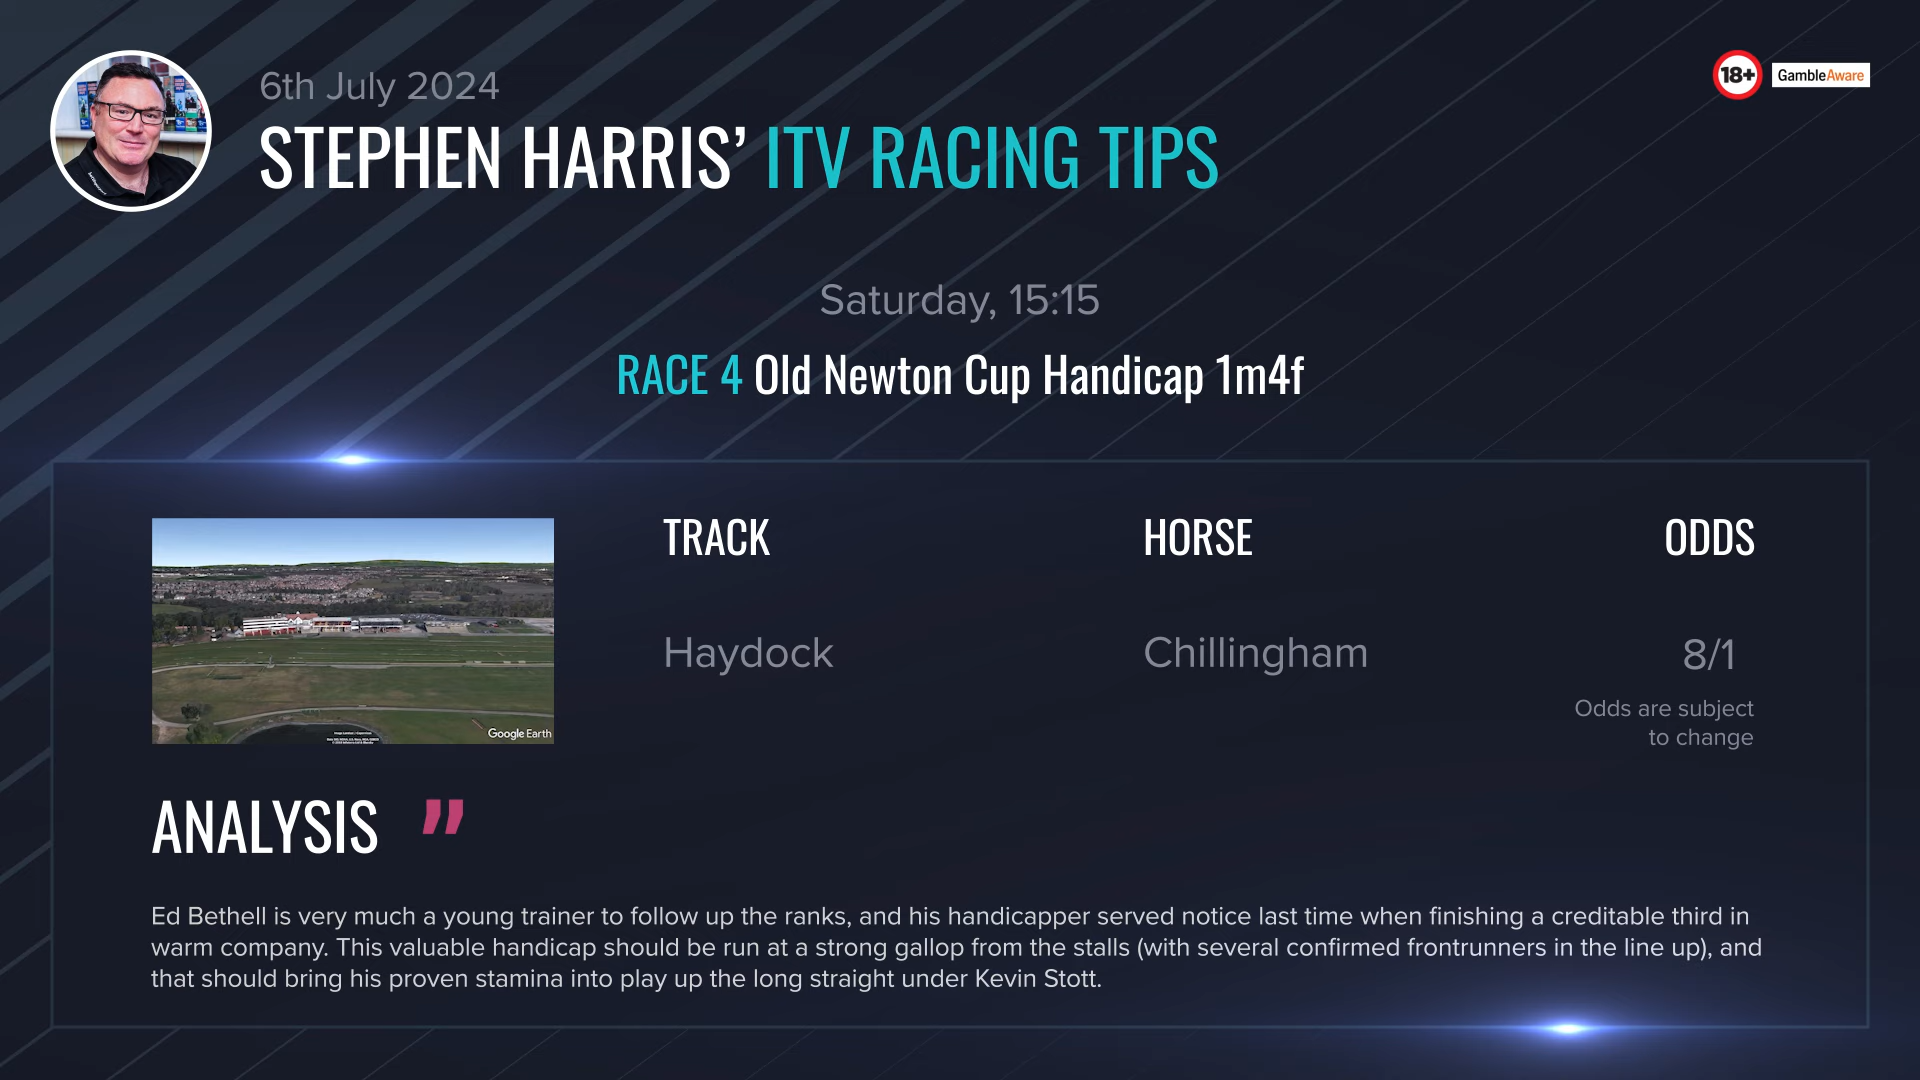 6th July 2024
STEPHEN HARRIS’ ITV RACING TIPS
18+
GambleAware
Saturday, 15:15
RACE 4 Old Newton Cup Handicap 1m4f
TRACK
HORSE
ODDS
Haydock
Chillingham
8/1
Odds are subject
to change
Google Earth
ANALYSIS ”
Ed Bethell is very much a young trainer to follow up the ranks, and his handicapper served notice last time when finishing a creditable third in
warm company. This valuable handicap should be run at a strong gallop from the stalls (with several confirmed frontrunners in the line up), and
that should bring his proven stamina into play up the long straight under Kevin Stott.